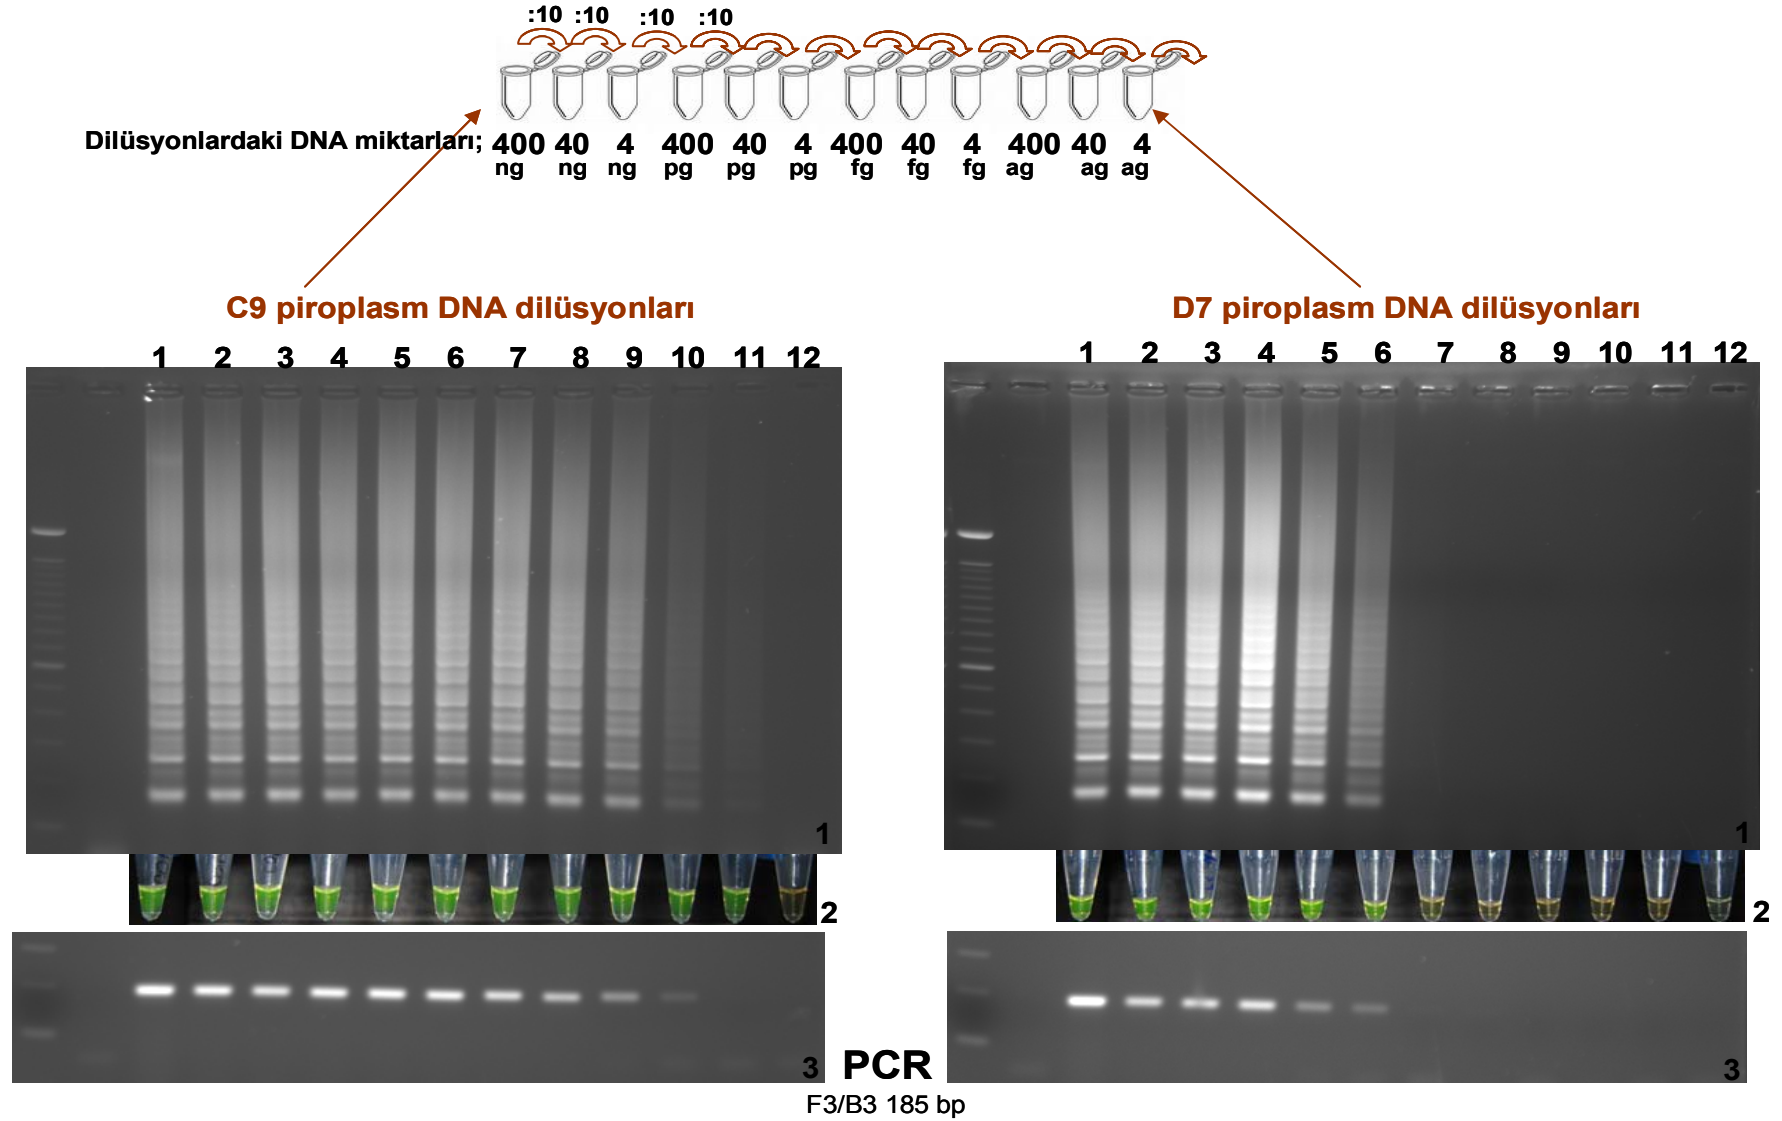 :10 :10 :10 :10
Dilüsyonlardaki DNA miktarları; 400 40 4 400 40 4 400 40 4 400 40 4
ng ng ng pg pg pg fg fg fg ag ag ag
C9 piroplasm DNA dilüsyonları
D7 piroplasm DNA dilüsyonları
1 2 3 4 5 6 7 8 9 10 11 12
1 2 3 4 5 6 7 8 9 10 11 12
1
1
2
2
3
PCR
3
F3/B3 185 bp